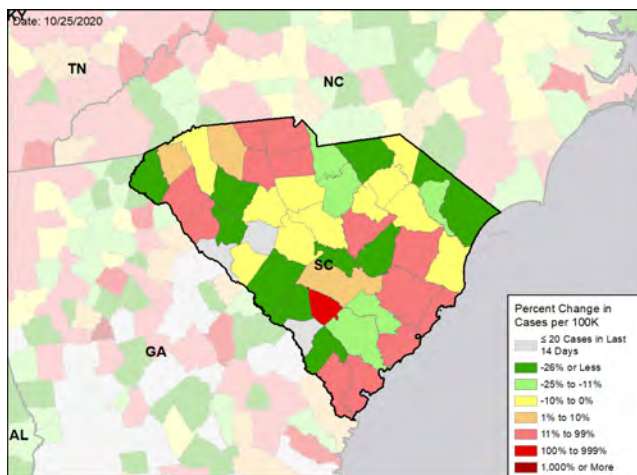 KY
Date: 10/25/2020
TN
NC
SC
GA
AL
Percent Change in
Cases per 100K
≤ 20 Cases in Last
14 Days
-26% or Less
-25% to -11%
-10% to 0%
1% to 10%
11% to 99%
100% to 999%
1,000% or More